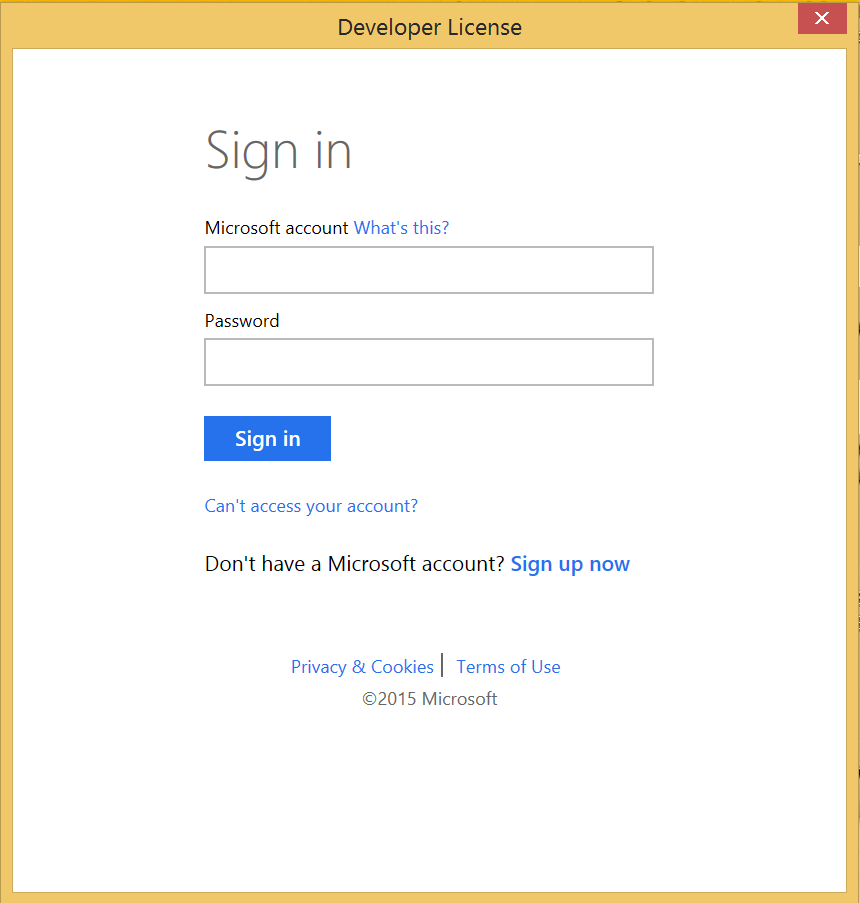 Developer License
Sign in
Microsoft account What's this?
Password
Sign in
Can't access your account?
Don't have a Microsoft account? Sign up now
Privacy & Cookies | Terms of Use
©2015 Microsoft